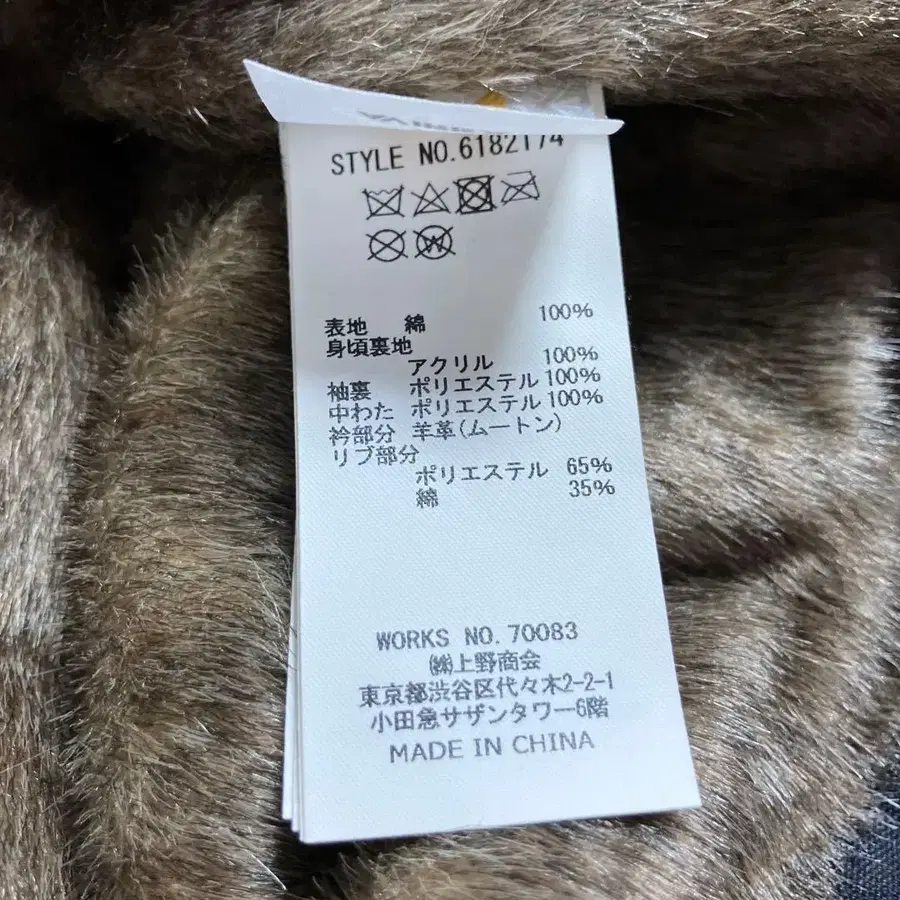 STYLE NO.6182174
表地 綿 100%
身頃裏地
アクリル 100%
袖裏 ポリエステル 100%
中わた ポリエステル 100%
衿部分 羊革(ムートン)
リブ部分
ポリエステル 65%
綿 35%
WORKS NO. 70083
㈱上野商会
東京都渋谷区代々木2-2-1
小田急サザンタワー6階
MADE IN CHINA